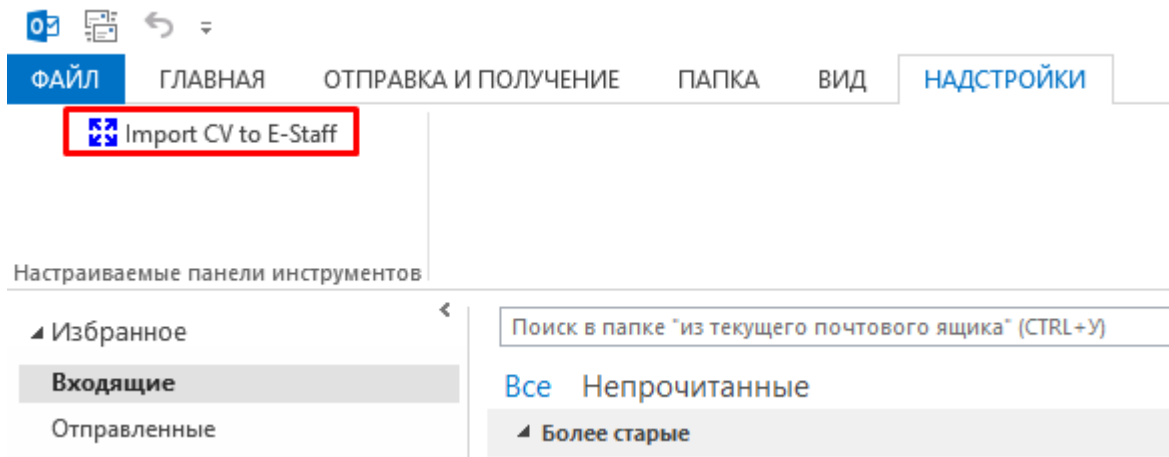 ФАЙЛ ГЛАВНАЯ ОТПРАВКА И ПОЛУЧЕНИЕ ПАПКА ВИД НАДСТРОЙКИ
Import CV to E-Staff
Настраиваемые панели инструментов
Избранное
Поиск в папке "из текущего почтового ящика" (CTRL+У)
Входящие
Все Непрочитанные
Отправленные
Более старые